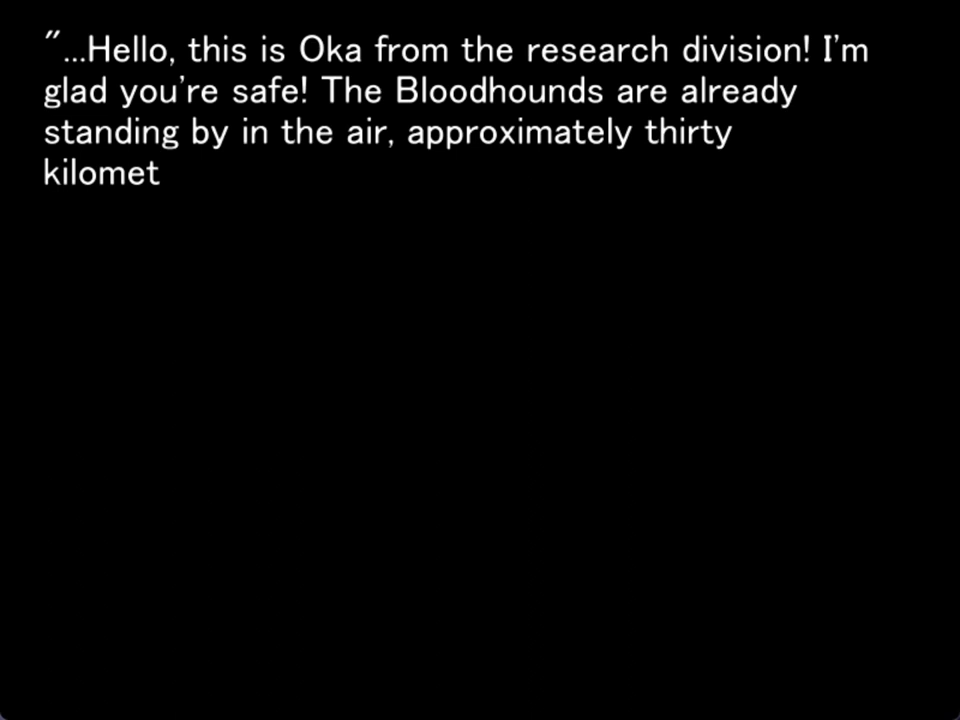 "...Hello, this is Oka from the research division! I'm
glad you're safe! The Bloodhounds are already
standing by in the air, approximately thirty
kilomet